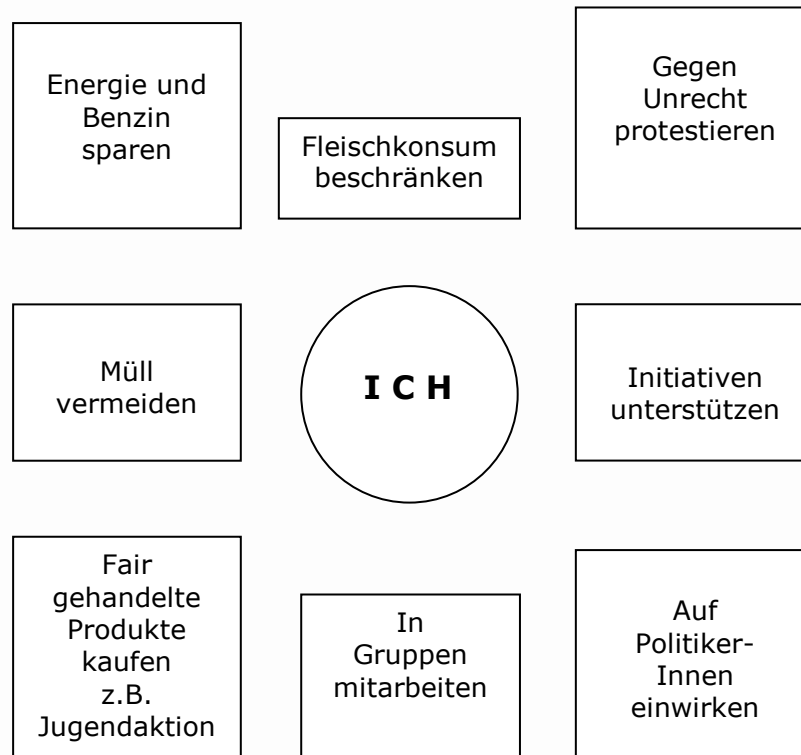 Energie und
Benzin
sparen
Fleischkonsum
beschränken
Gegen
Unrecht
protestieren
Müll
vermeiden
I C H
Initiativen
unterstützen
Fair
gehandelte
Produkte
kaufen
z.B.
Jugendaktion
In
Gruppen
mitarbeiten
Auf
Politiker-
Innen
einwirken